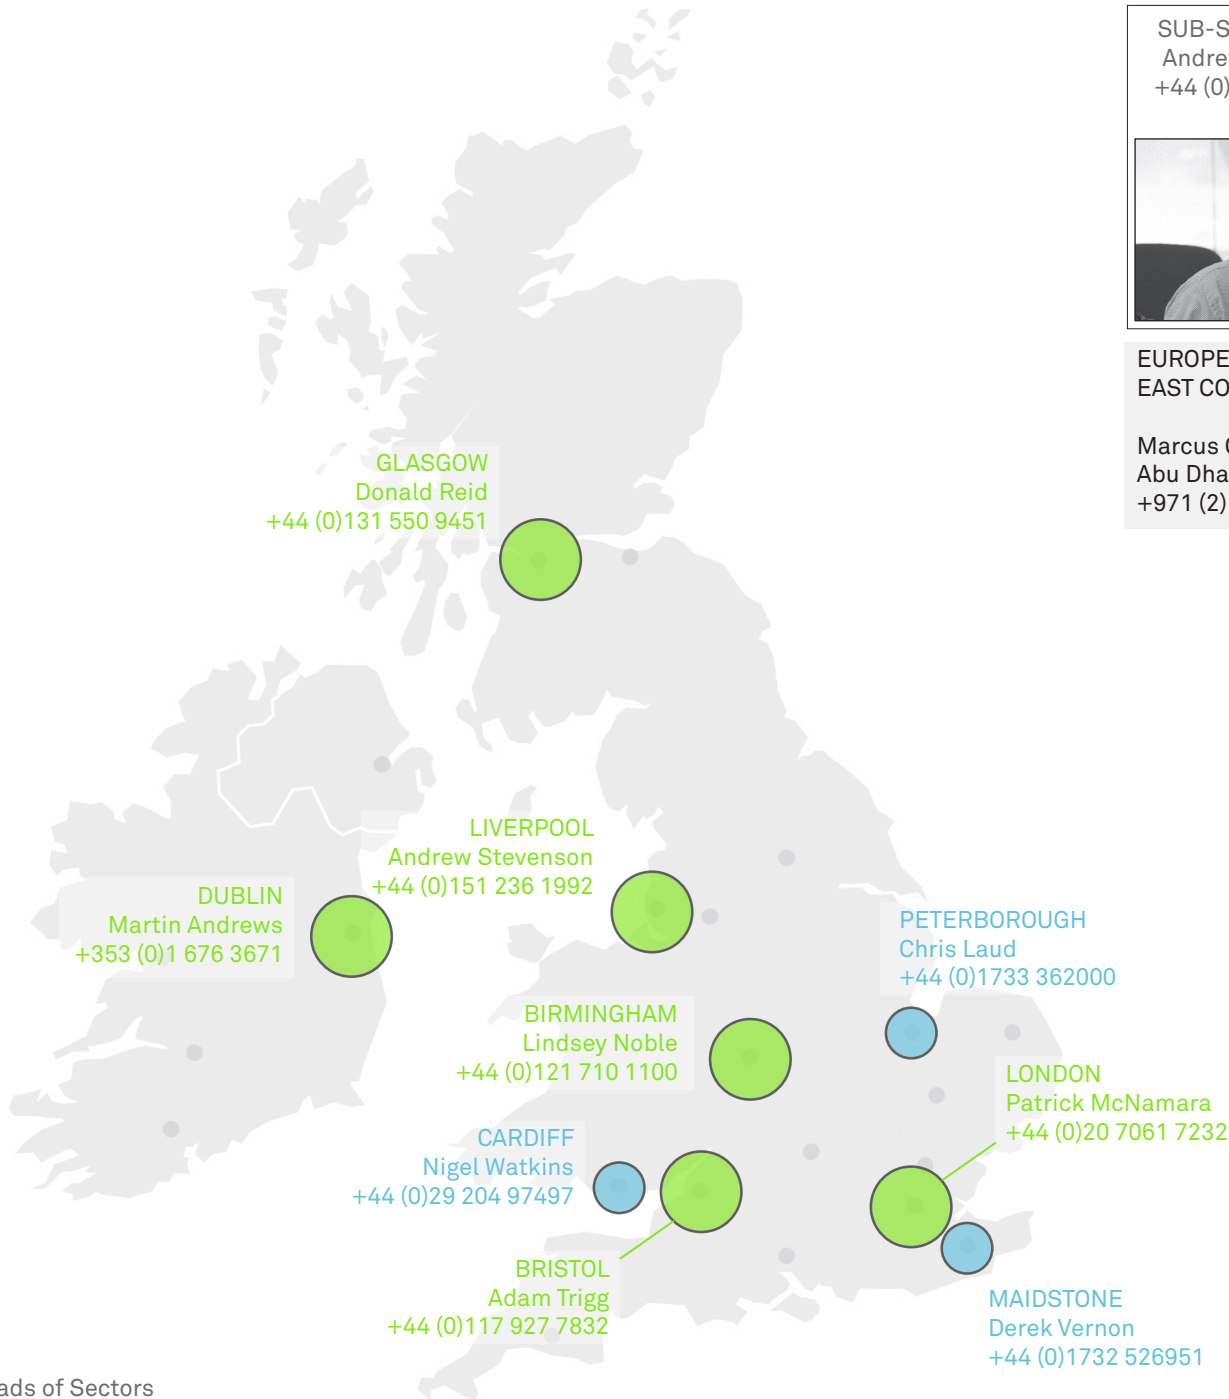 SUB-S
Andre
+44 (0)
EUROPE
EAST CO
Marcus
Abu Dha
+971 (2)
GLASGOW
Donald Reid
+44 (0)131 550 9451
LIVERPOOL
Andrew Stevenson
+44 (0)151 236 1992
DUBLIN
Martin Andrews
+353 (0)1 676 3671
PETERBOROUGH
Chris Laud
+44 (0)1733 362000
BIRMINGHAM
Lindsey Noble
+44 (0)121 710 1100
LONDON
Patrick McNamara
+44 (0)20 7061 7232
CARDIFF
Nigel Watkins
+44 (0)29 204 97497
BRISTOL
Adam Trigg
+44 (0)117 927 7832
MAIDSTONE
Derek Vernon
+44 (0)1732 526951
ads of Sectors